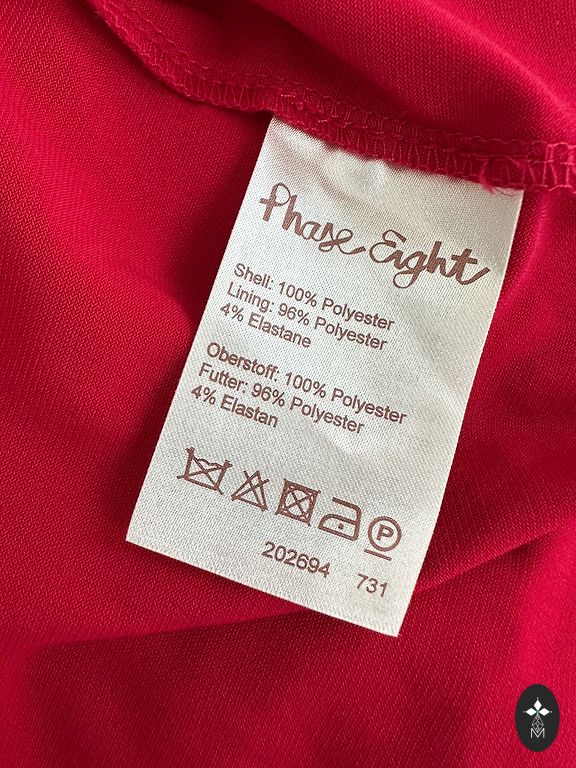 Phase Eight
Shell: 100% Polyester
Lining: 96% Polyester
4% Elastane
Oberstoff: 100% Polyester
Futter: 96% Polyester
4% Elastan
P
202694 731
M